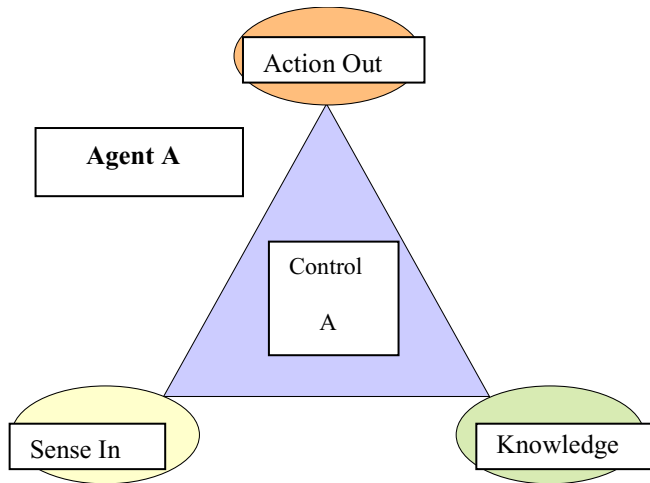 Action Out
Agent A
Control
A
Sense In
Knowledge